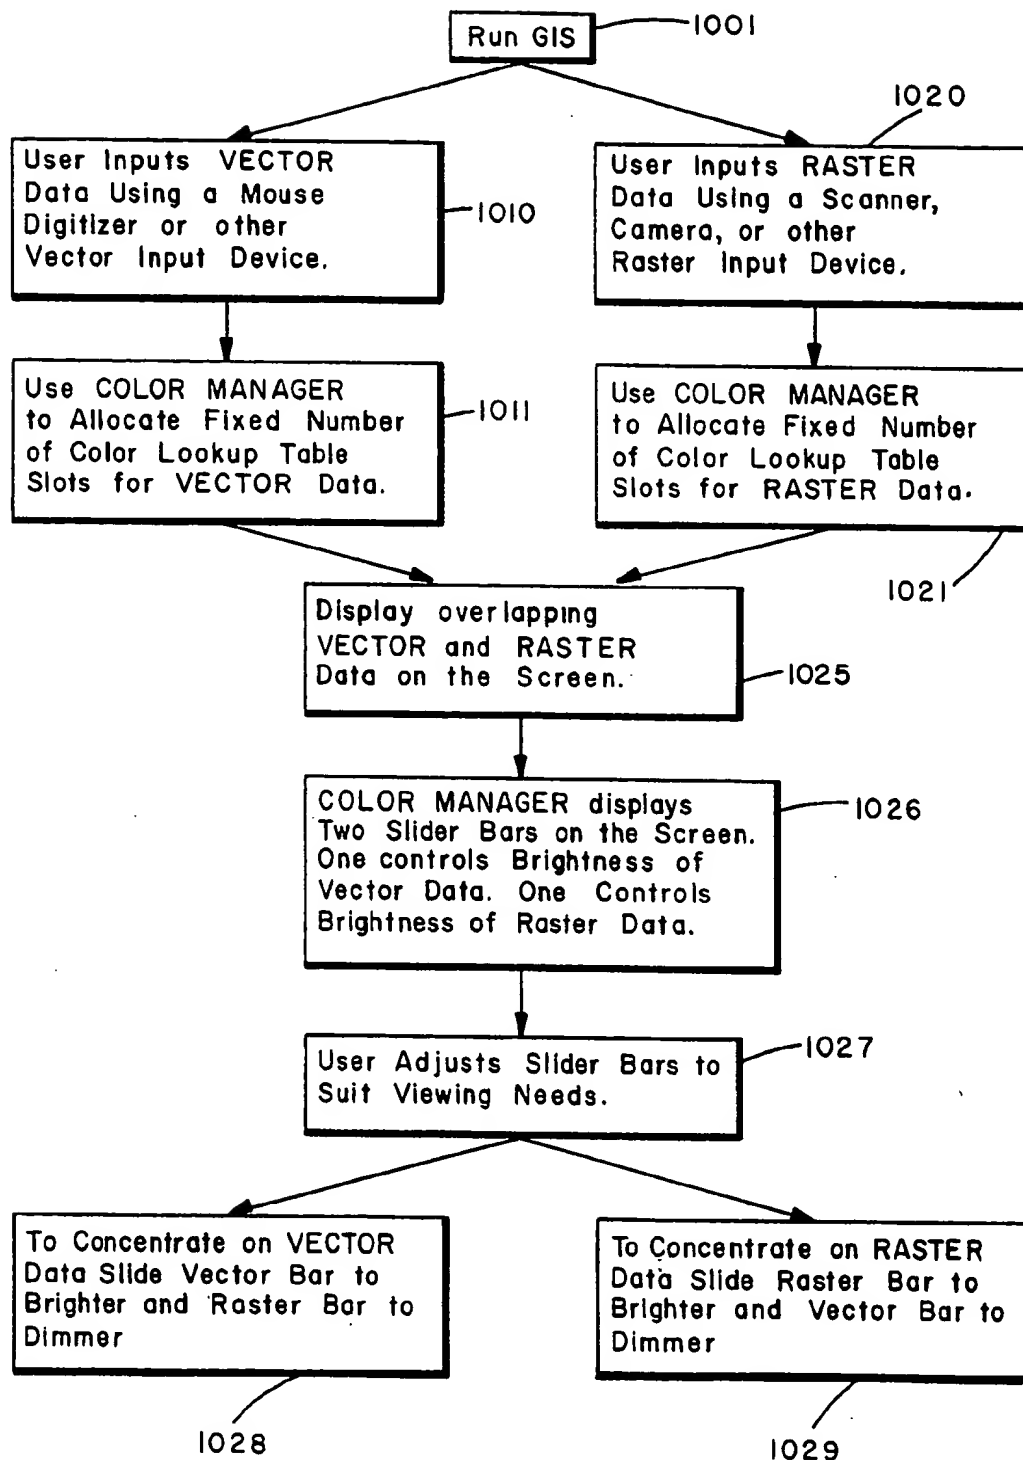 Run GIS
1001
1020
User Inputs VECTOR
Data Using a Mouse
Digitizer or other
Vector Input Device.
1010
User Inputs RASTER
Data Using a Scanner,
Camera, or other
Raster Input Device.
Use COLOR MANAGER
to Allocate Fixed Number
of Color Lookup Table
Slots for VECTOR Data.
1011
Use COLOR MANAGER
to Allocate Fixed Number
of Color Lookup Table
Slots for RASTER Data.
1021
Display overlapping
VECTOR and RASTER
Data on the Screen.
1025
COLOR MANAGER displays
Two Slider Bars on the Screen.
One controls Brightness of
Vector Data. One Controls
Brightness of Raster Data.
1026
User Adjusts Slider Bars to
Suit Viewing Needs.
1027
To Concentrate on VECTOR
Data Slide Vector Bar to
Brighter and Raster Bar to
Dimmer
1028
To Concentrate on RASTER
Data Slide Raster Bar to
Brighter and Vector Bar to
Dimmer
1029